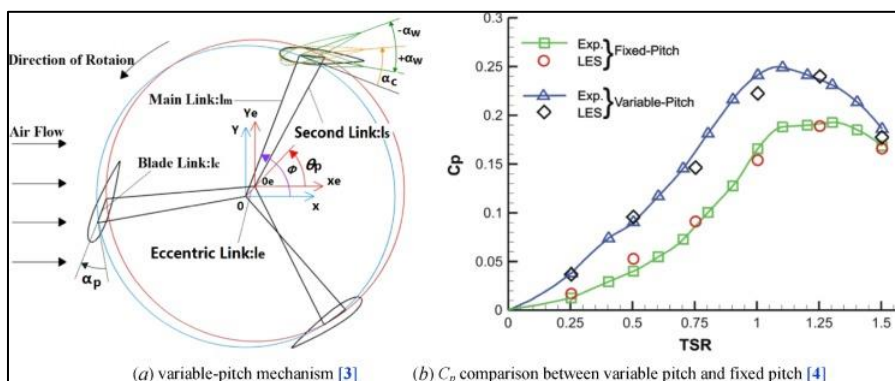 Direction of Rotaion
Air Flow
Main Link:lm
Second Link:ls
Blade Link:lc
Eccentric Link:le
-αw
+αw
αc
Ye
Y
Φ
θp
xe
x
0e
0
αp
(a) variable-pitch mechanism [3]
Cp
0.3
0.25
0.2
0.15
0.1
0.05
0
Exp.
LES
Fixed-Pitch
Exp.
LES
Variable-Pitch
0 0.25 0.5 0.75 1 1.25 1.5
TSR
(b) Cp comparison between variable pitch and fixed pitch [4]